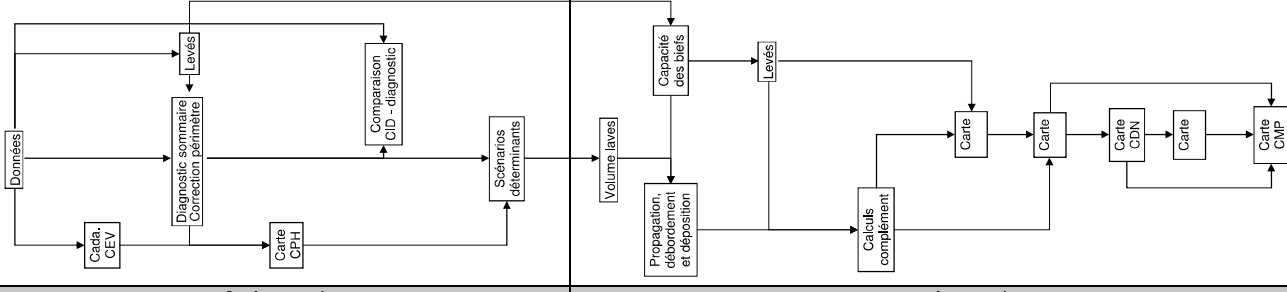 Données
Cada.
CEV
Levés
Diagnostic sommaire
Correction périmètre
Carte
CPH
Comparaison
CID - diagnostic
Scénarios
déterminants
Volume laves
Propagation,
débordement
et déposition
Capacité
des biefs
Levés
Calculs
complément
Carte
Carte
Carte
CDN
Carte
Carte
CMP